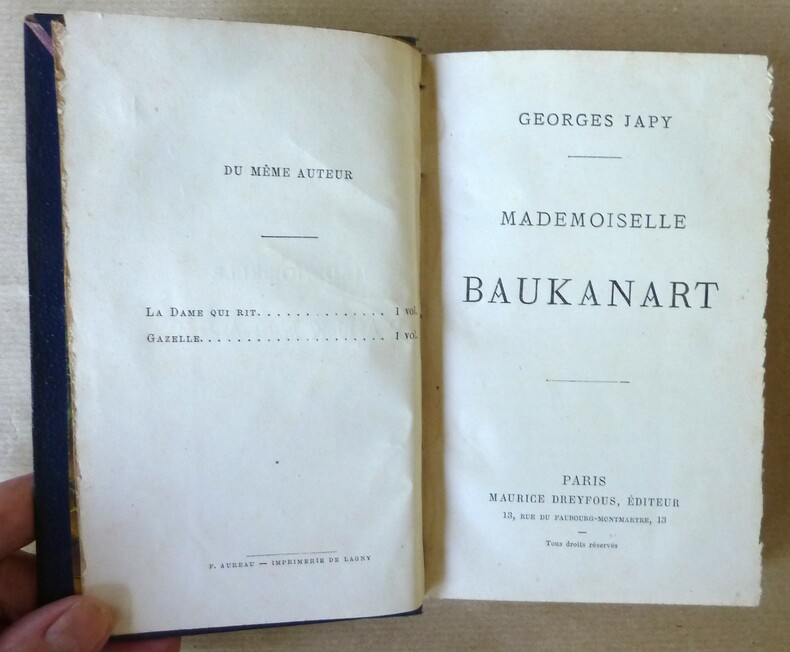 DU MÊME AUTEUR
LA DAME QUI RIT. . . . . . . . . . . . . . 1 vol.
GAZELLE. . . . . . . . . . . . . . . . . . . . 1 vol.
F. AUREAU — IMPRIMERIE DE LAGNY
GEORGES JAPY
MADEMOISELLE
BAUKANART
PARIS
MAURICE DREYFOUS, ÉDITEUR
13, RUE DU FAUBOURG-MONTMARTRE, 13
Tous droits réservés